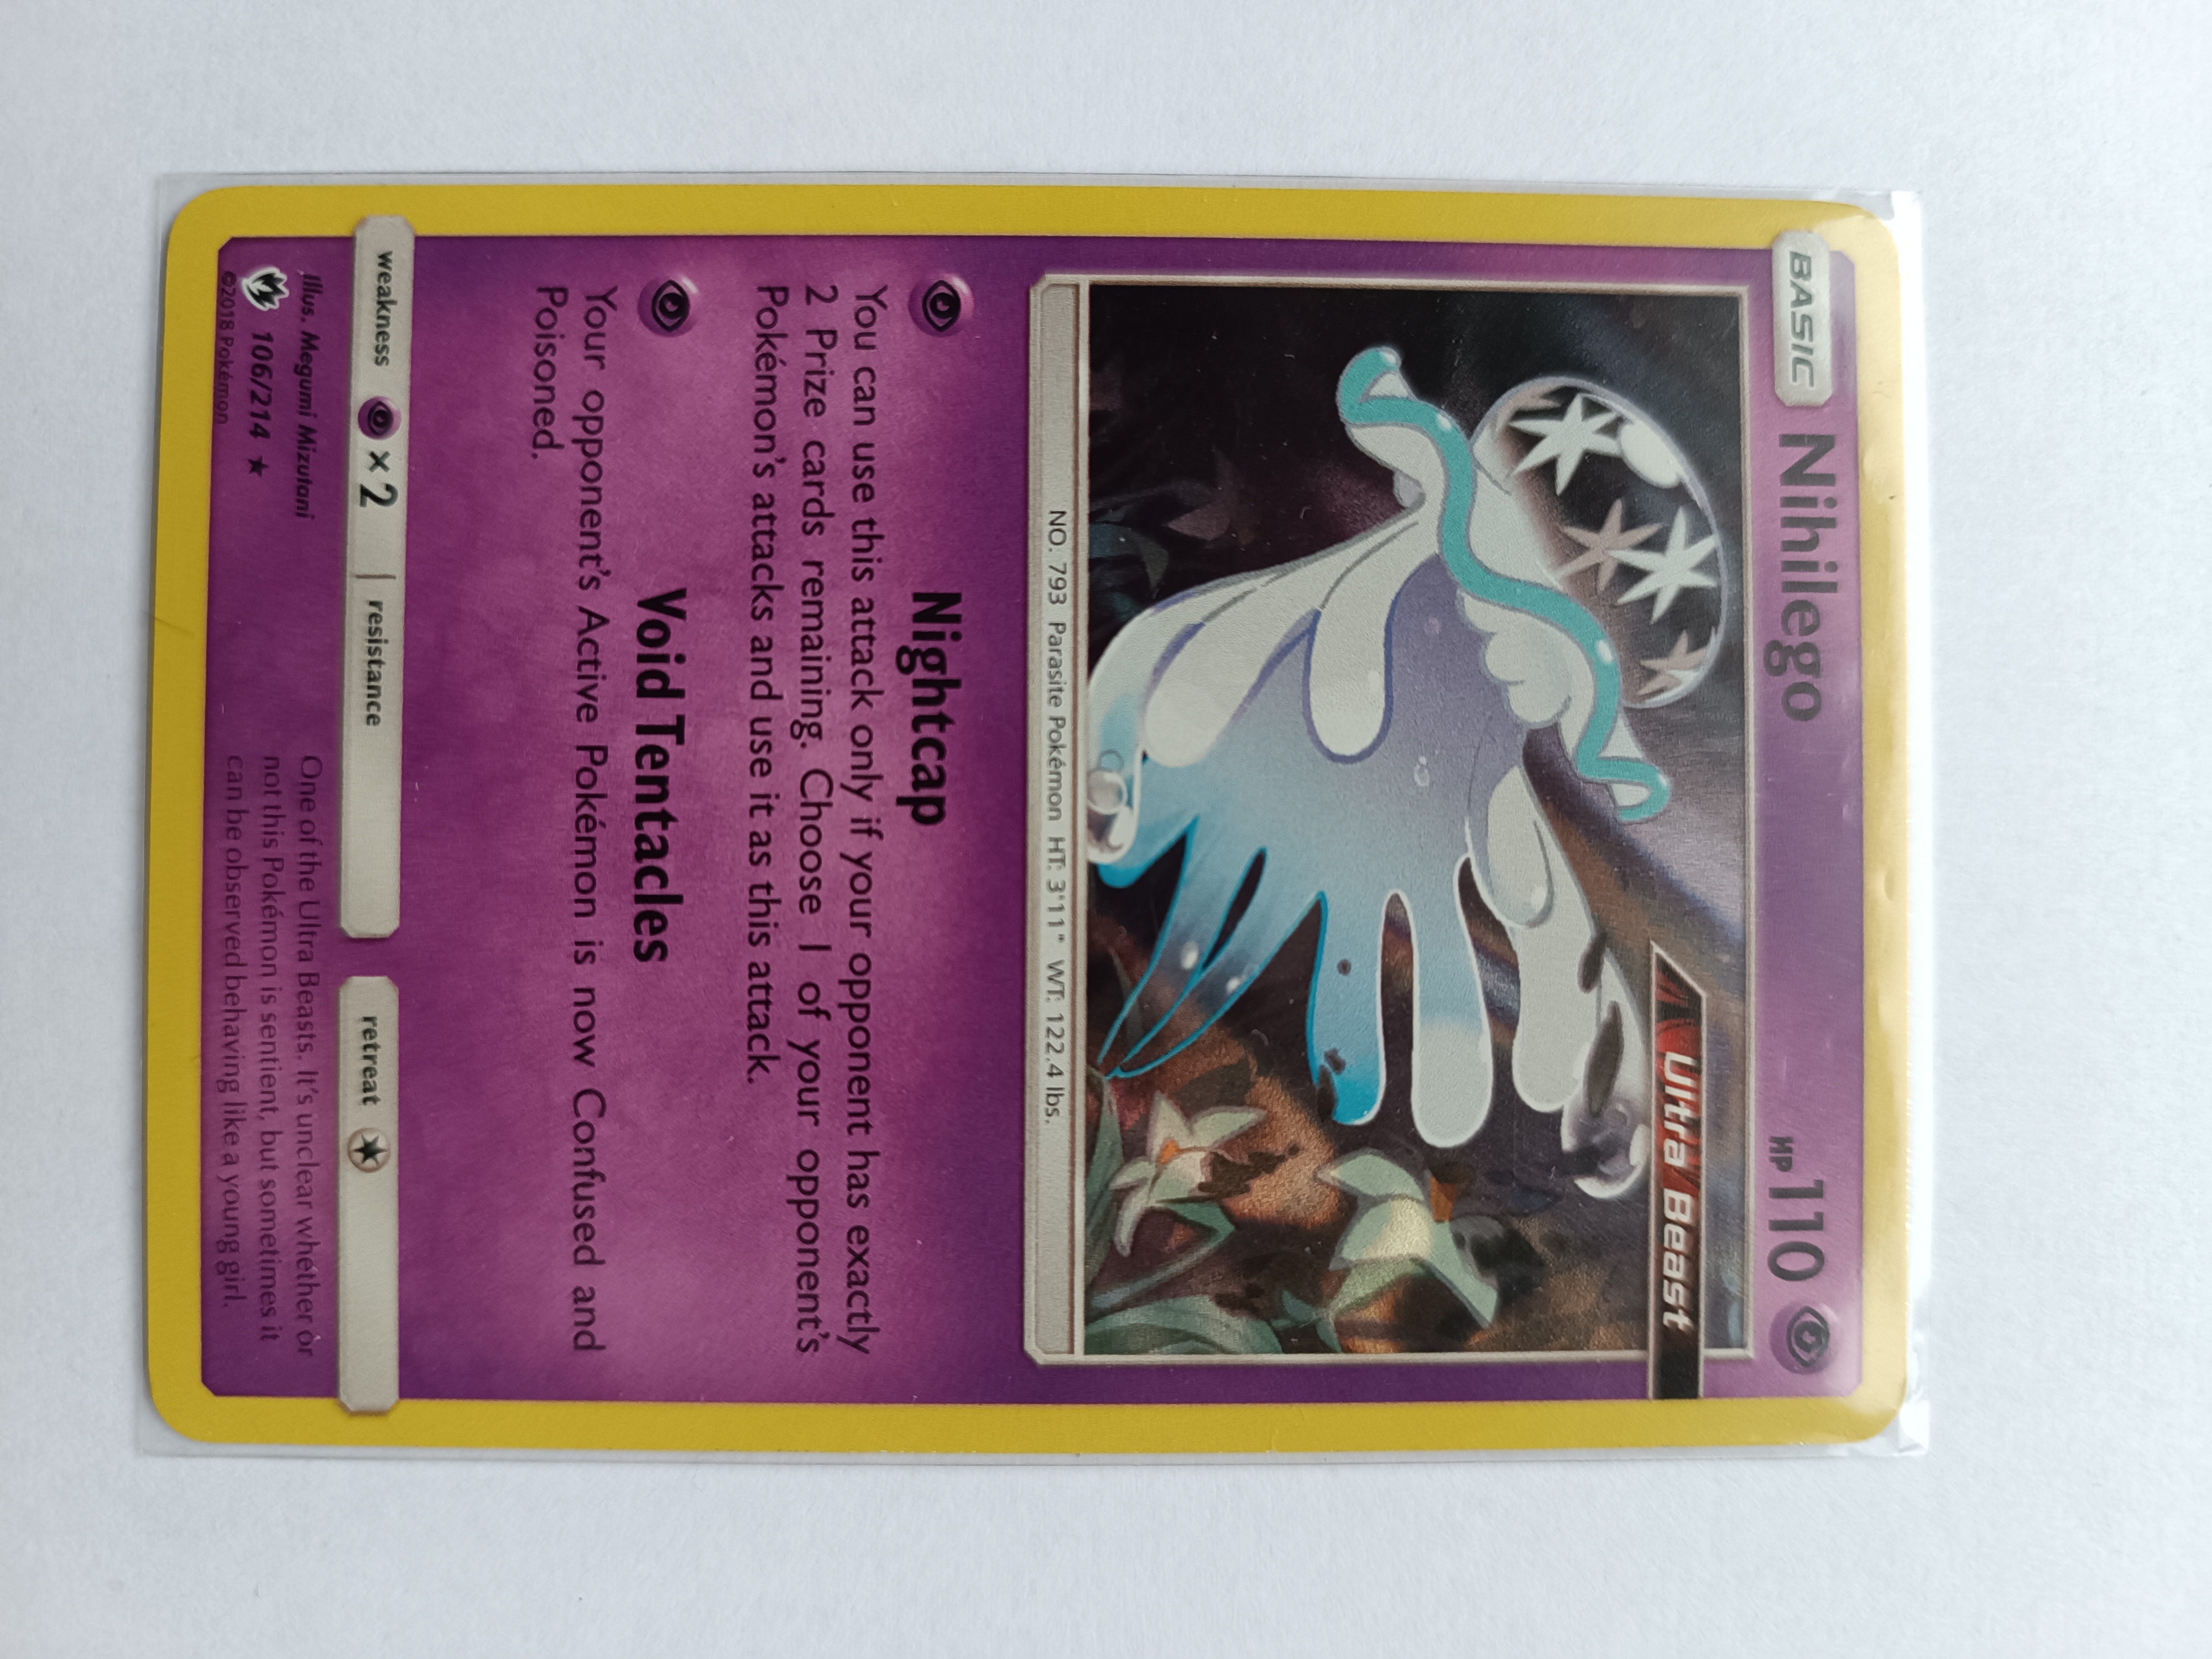 BASIC Nihilego HP 110
Ultra Beast
NO. 793 Parasite Pokémon HT: 3'11" WT: 122.4 lbs.
Nightcap
You can use this attack only if your opponent has exactly
2 Prize cards remaining. Choose 1 of your opponent's
Pokémon's attacks and use it as this attack.
Void Tentacles
Your opponent's Active Pokémon is now Confused and
Poisoned.
weakness ×2 resistance retreat
Illus. Megumi Mizutani
106/214 ★
©2018 Pokémon
One of the Ultra Beasts. It's unclear whether or
not this Pokémon is sentient, but sometimes it
can be observed behaving like a young girl.